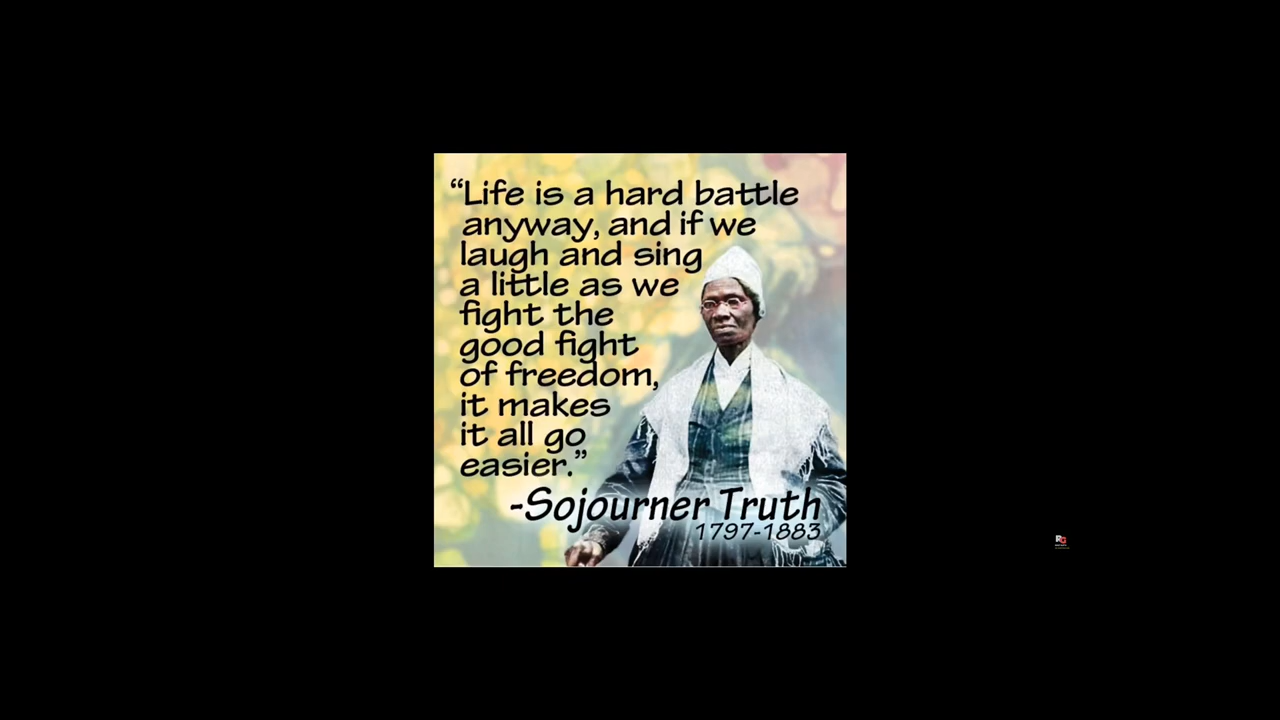 “Life is a hard battle
anyway, and if we
laugh and sing
a little as we
fight the
good fight
of freedom,
it makes
it all go
easier.”
-Sojourner Truth
1797-1883
RG